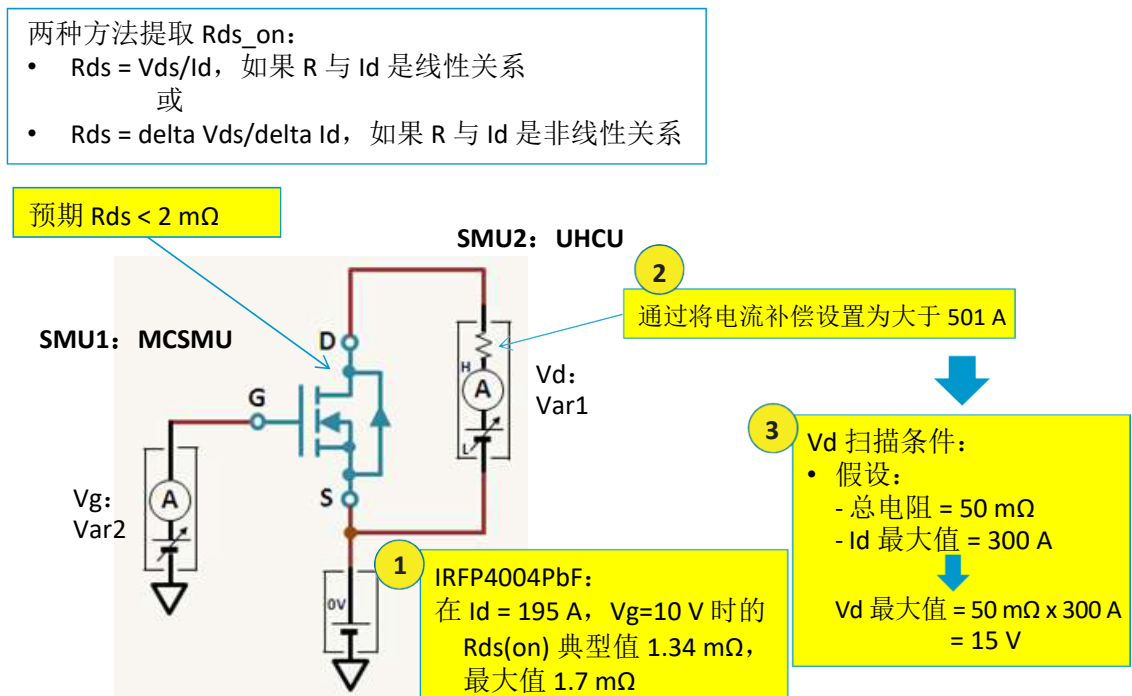 两种方法提取 Rds_on：
• Rds = Vds/Id，如果 R 与 Id 是线性关系
或
• Rds = delta Vds/delta Id，如果 R 与 Id 是非线性关系
预期 Rds < 2 mΩ
SMU2：UHCU
2
通过将电流补偿设置为大于 501 A
SMU1：MCSMU
D
H
A
L
Vd：
Var1
G
S
A
Vg：
Var2
0V
1
IRFP4004PbF：
在 Id = 195 A，Vg=10 V 时的
Rds(on) 典型值 1.34 mΩ，
最大值 1.7 mΩ
3
Vd 扫描条件：
• 假设：
- 总电阻 = 50 mΩ
- Id 最大值 = 300 A
Vd 最大值 = 50 mΩ x 300 A
= 15 V